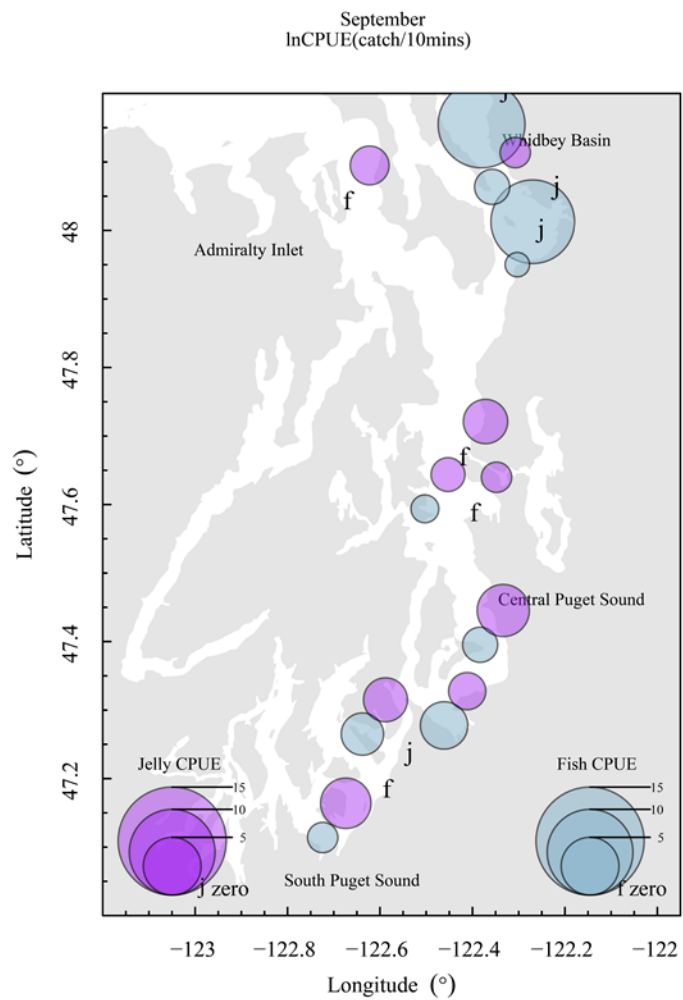 September
lnCPUE(catch/10mins)
j
Whidbey Basin
j
f
j
48
Admiralty Inlet
47.8
f
47.6
f
Latitude (°)
Central Puget Sound
47.4
j
Jelly CPUE
Fish CPUE
47.2
15
15
f
10
10
5
5
j zero
f zero
South Puget Sound
−123
−122.8
−122.6
−122.4
−122.2
−122
Longitude (°)